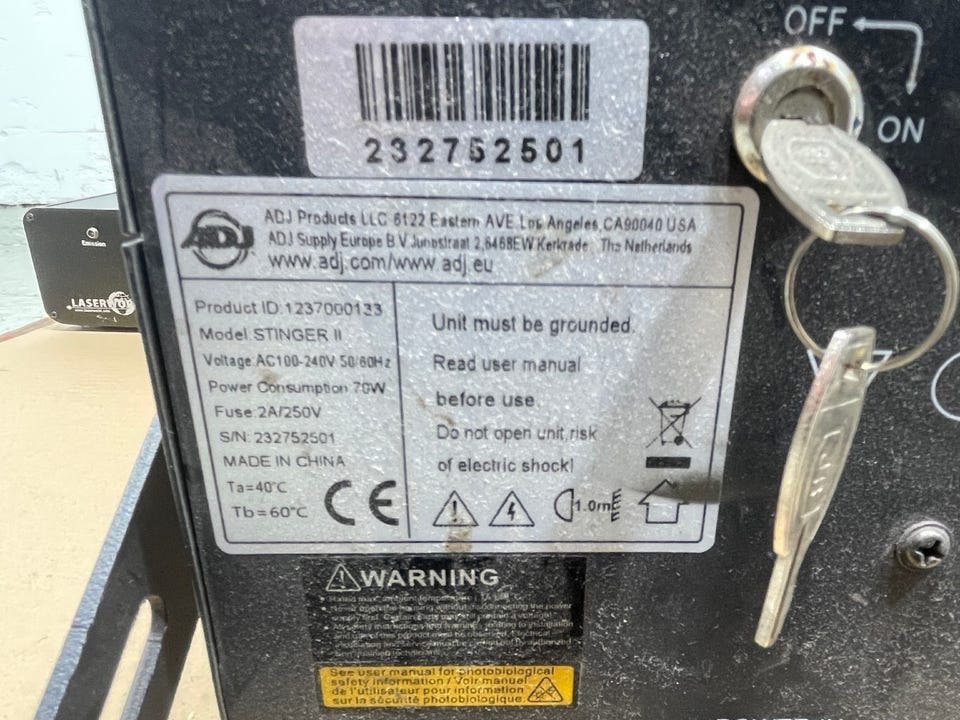 OFF
ON
232752501
ADJ
ADJ Products LLC 6122 Eastern AVE Los Angeles, CA90040 USA
ADJ Supply Europe B.V Junostraat 2,6468EW Kerkrade, The Netherlands
www.adj.com/www.adj.eu
Product ID:1237000133
Model:STINGER II
Voltage:AC100-240V 50/60Hz
Power Consumption 70W
Fuse:2A/250V
S/N: 232752501
MADE IN CHINA
Ta=40°C
Tb=60°C
CE
Unit must be grounded.
Read user manual
before use.
Do not open unit,risk
of electric shock!
1.0m
Emission
LASERWOR
WARNING
See user manual for photobiological
safety information / Voir manuel
de l'utilisateur pour information
sur la sécurité photobiologique.